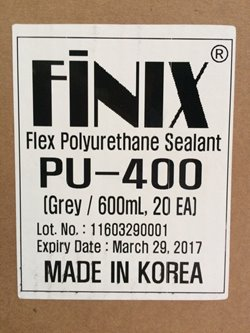 FiNIX®
Flex Polyurethane Sealant
PU-400
(Grey / 600mL, 20 EA)
Lot. No. : 11603290001
Expiry Date : March 29, 2017
MADE IN KOREA